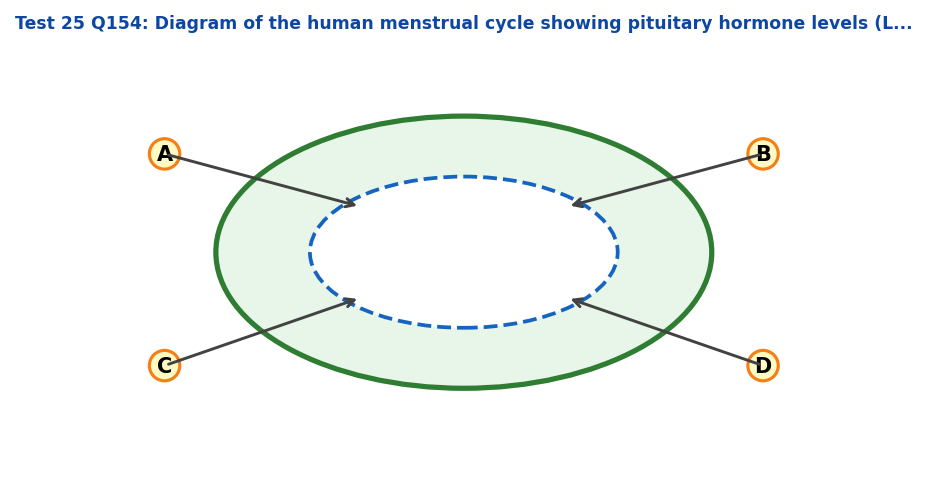 Test 25 Q154: Diagram of the human menstrual cycle showing pituitary hormone levels (L...
A
B
C
D